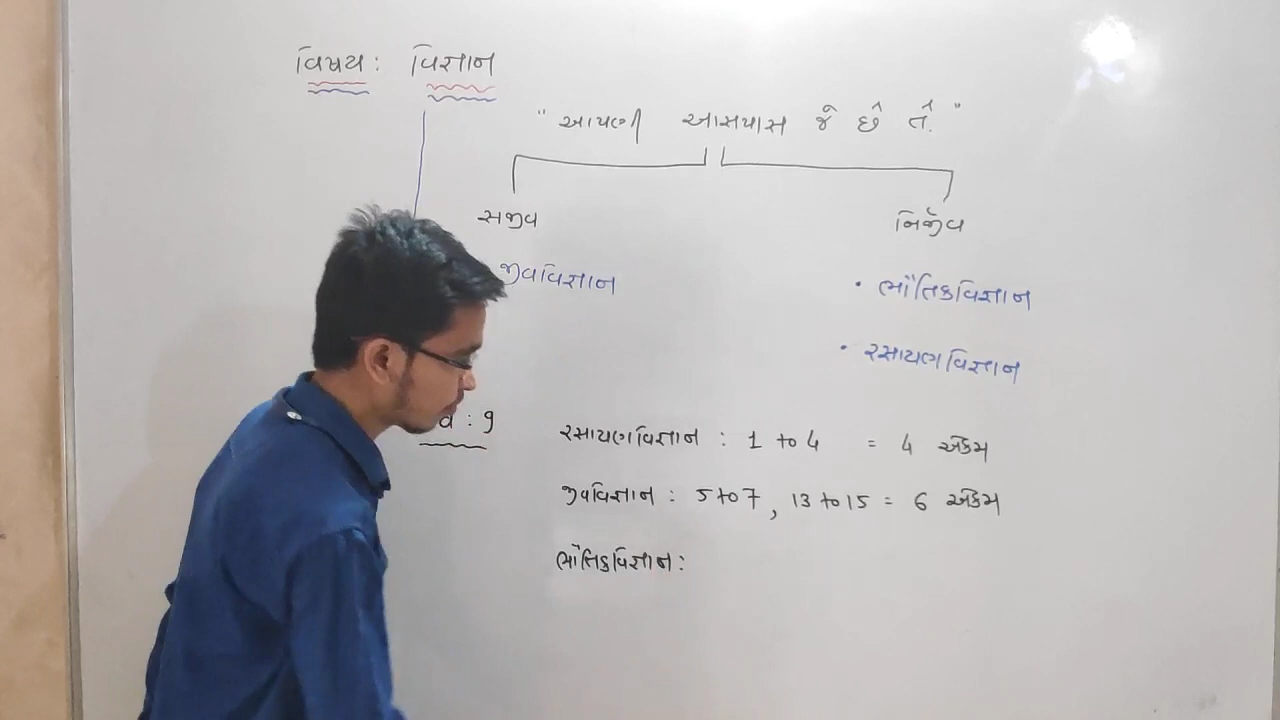 વિષય : વિજ્ઞાન
" આપણી આસપાસ જે છે તે. "
સજીવ નિર્જીવ
જીવવિજ્ઞાન • ભૌતિકવિજ્ઞાન
• રસાયણવિજ્ઞાન
: 9
રસાયણવિજ્ઞાન : 1 to 4 = 4 એકમ
જીવવિજ્ઞાન : 5 to 7 , 13 to 15 = 6 એકમ
ભૌતિકવિજ્ઞાન :